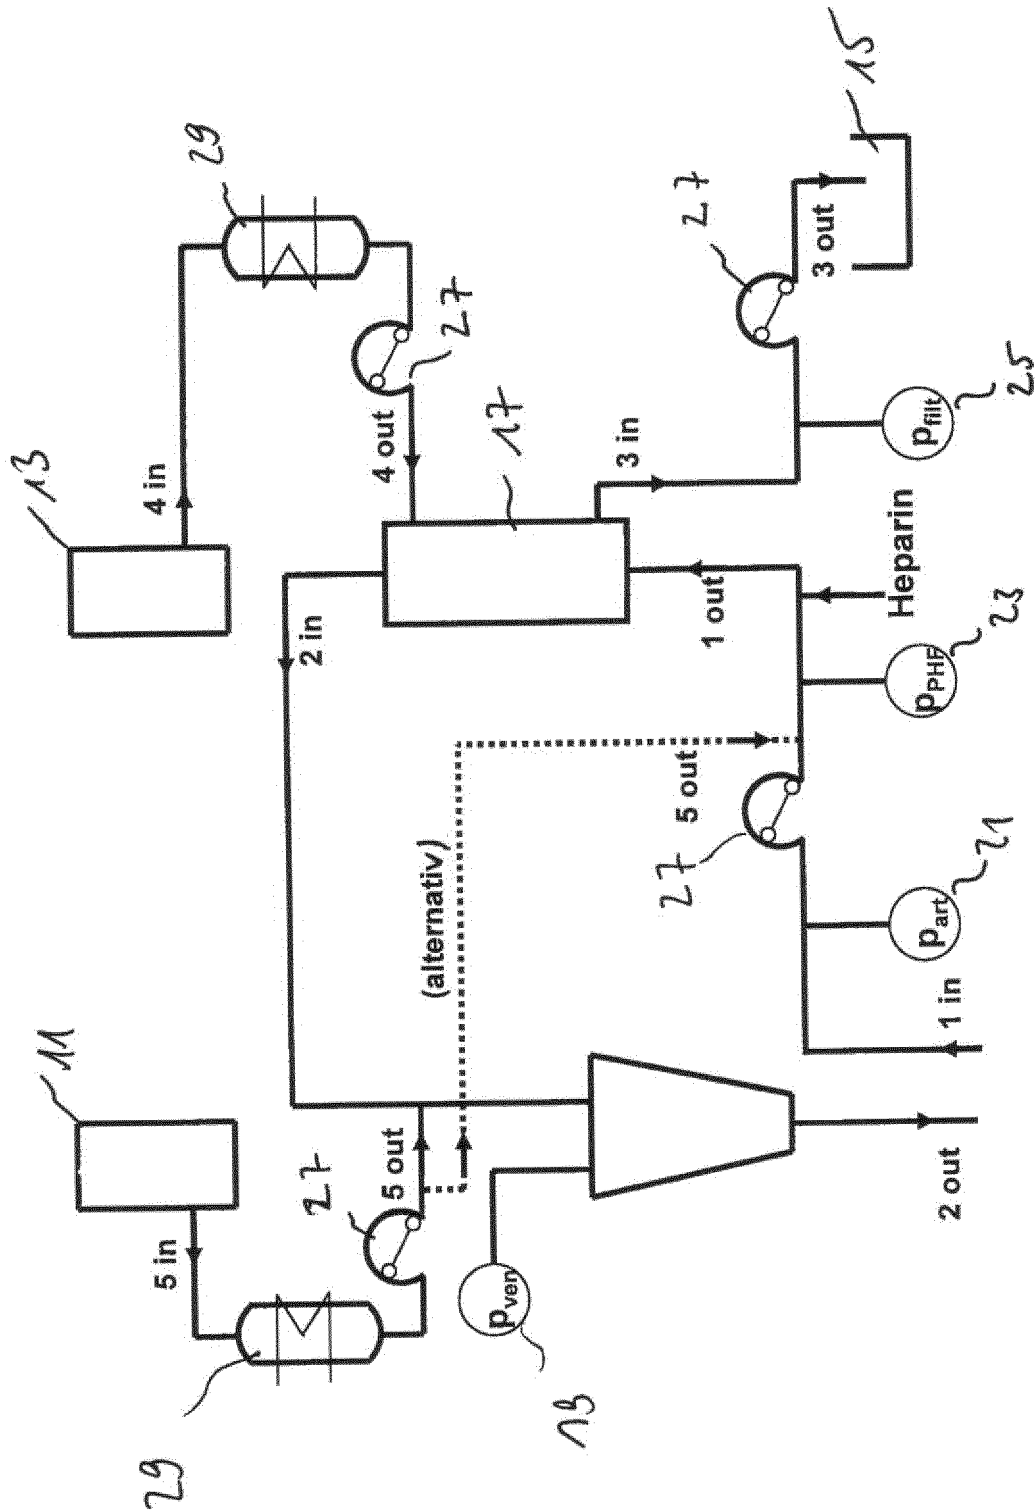 11
13
29
5 in
4 in
29
27
2 in
5 out
4 out
(alternativ)
27
pven
17
19
3 in
27
5 out
27
1 out
3 out
15
Heparin
part
pPHF
pfilt
2 out
1 in
21
23
25